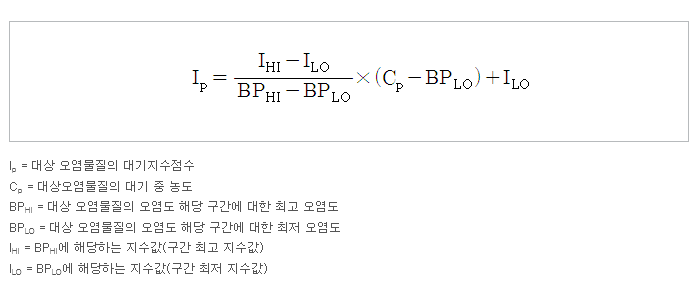 I_p = (I_HI − I_LO) / (BP_HI − BP_LO) × (C_p − BP_LO) + I_LO
I_p = 대상 오염물질의 대기지수점수
C_p = 대상오염물질의 대기 중 농도
BP_HI = 대상 오염물질의 오염도 해당 구간에 대한 최고 오염도
BP_LO = 대상 오염물질의 오염도 해당 구간에 대한 최저 오염도
I_HI = BP_HI에 해당하는 지수값(구간 최고 지수값)
I_LO = BP_LO에 해당하는 지수값(구간 최저 지수값)